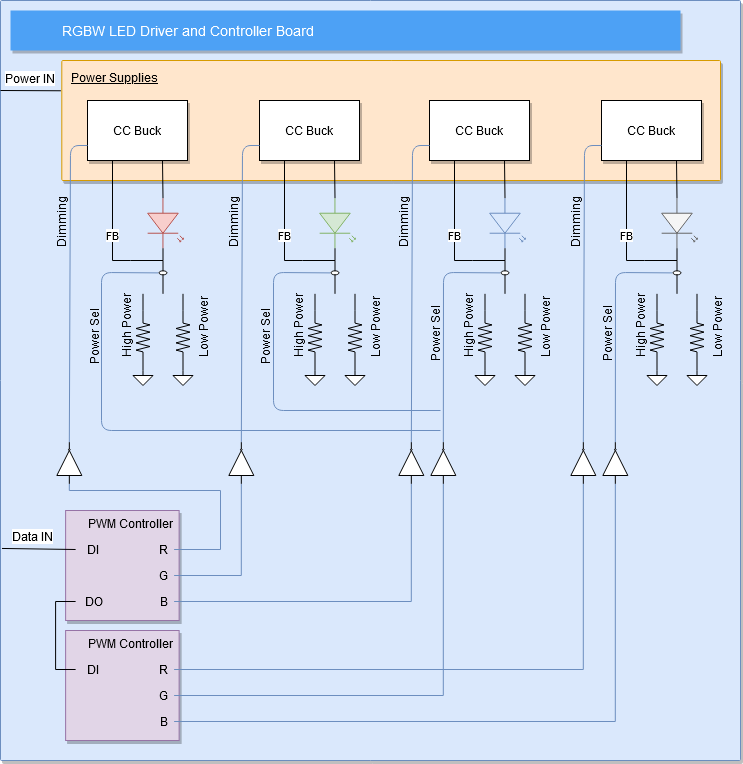 RGBW LED Driver and Controller Board
Power IN
Power Supplies
CC Buck
CC Buck
CC Buck
CC Buck
Dimming
FB
Dimming
FB
Dimming
FB
Dimming
FB
Power Sel
High Power
Low Power
Power Sel
High Power
Low Power
Power Sel
High Power
Low Power
Power Sel
High Power
Low Power
Data IN
PWM Controller
DI
R
G
DO
B
PWM Controller
DI
R
G
B